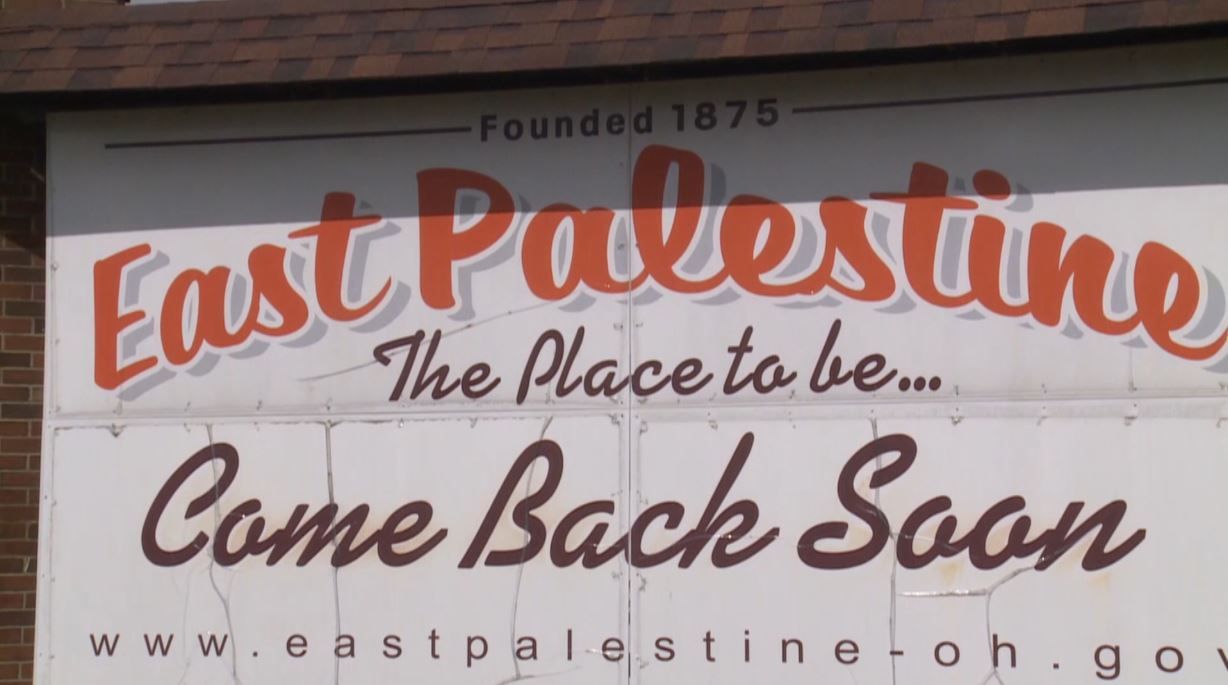 Founded 1875
East Palestine
The Place to be...
Come Back Soon
www.eastpalestine-oh.gov